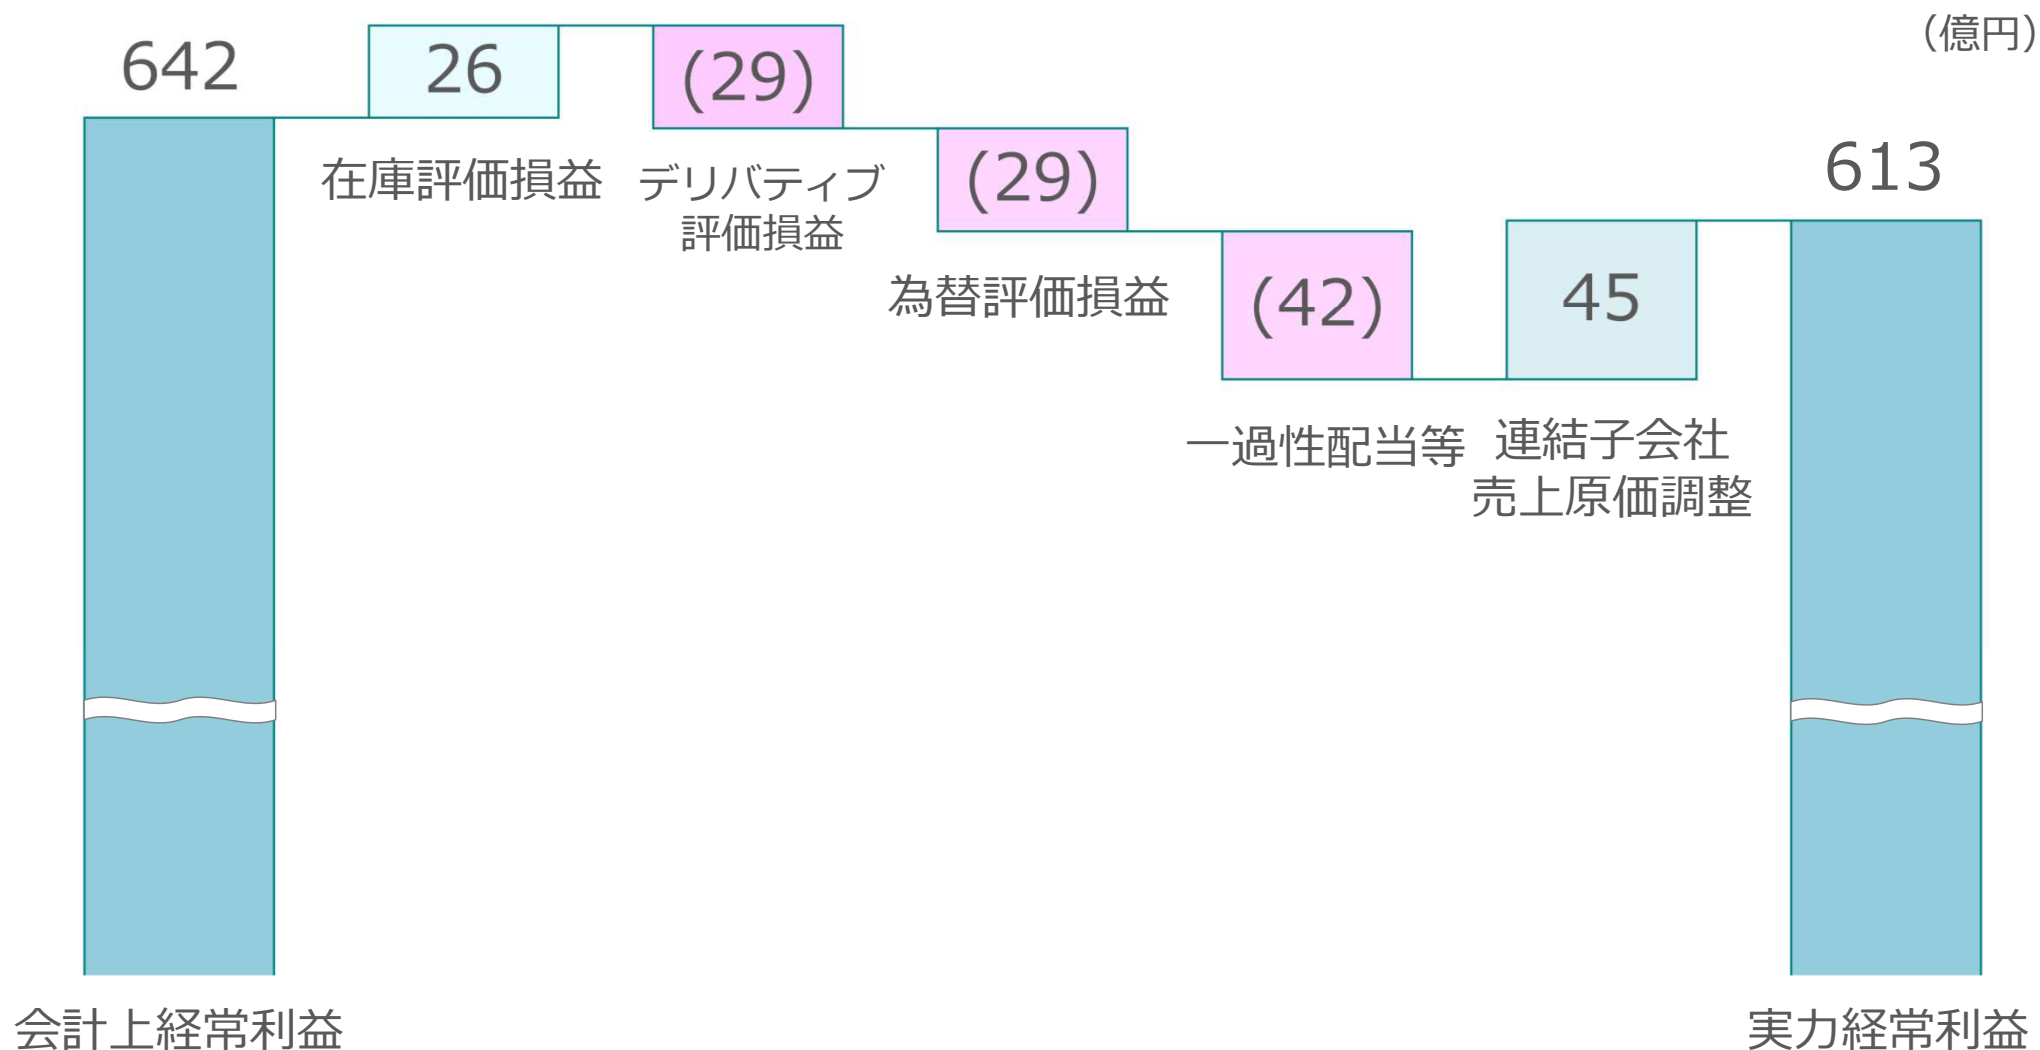 （億円）
642
26
(29)
(29)
(42)
45
613
在庫評価損益
デリバティブ
評価損益
為替評価損益
一過性配当等
連結子会社
売上原価調整
会計上経常利益
実力経常利益